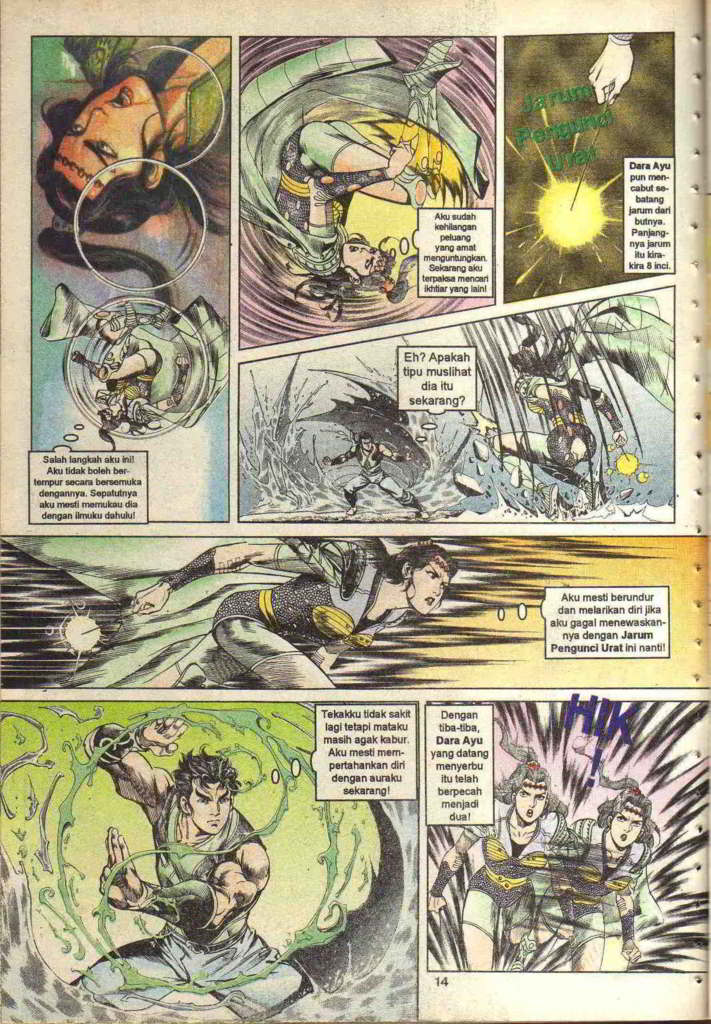 Salah langkah aku ini!
Aku tidak boleh ber-
tempur secara bersemuka
dengannya. Sepatutnya
aku mesti memukau dia
dengan ilmuku dahulu!
Aku sudah
kehilangan
peluang
yang amat
menguntungkan.
Sekarang aku
terpaksa mencari
ikhtiar yang lain!
Jarum
Pengunci
Urat
Dara Ayu
pun men-
cabut se-
batang
jarum dari
butnya.
Panjang-
nya jarum
itu kira-
kira 8 inci.
Eh? Apakah
tipu muslihat
dia itu
sekarang?
Aku mesti berundur
dan melarikan diri jika
aku gagal menewaskan-
nya dengan Jarum
Pengunci Urat ini nanti!
Tekakku tidak sakit
lagi tetapi mataku
masih agak kabur.
Aku mesti mem-
pertahankan diri
dengan auraku
sekarang!
Dengan
tiba-tiba,
Dara Ayu
yang datang
menyerbu
itu telah
berpecah
menjadi
dua!
HIK
!
14